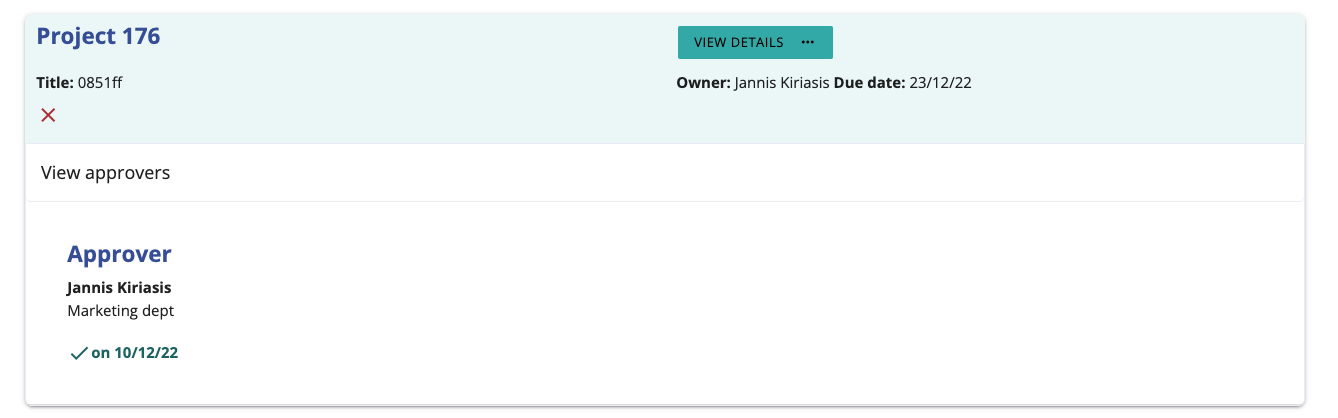 Project 176
VIEW DETAILS ...
Title: 0851ff
Owner: Jannis Kiriasis Due date: 23/12/22
View approvers
Approver
Jannis Kiriasis
Marketing dept
on 10/12/22